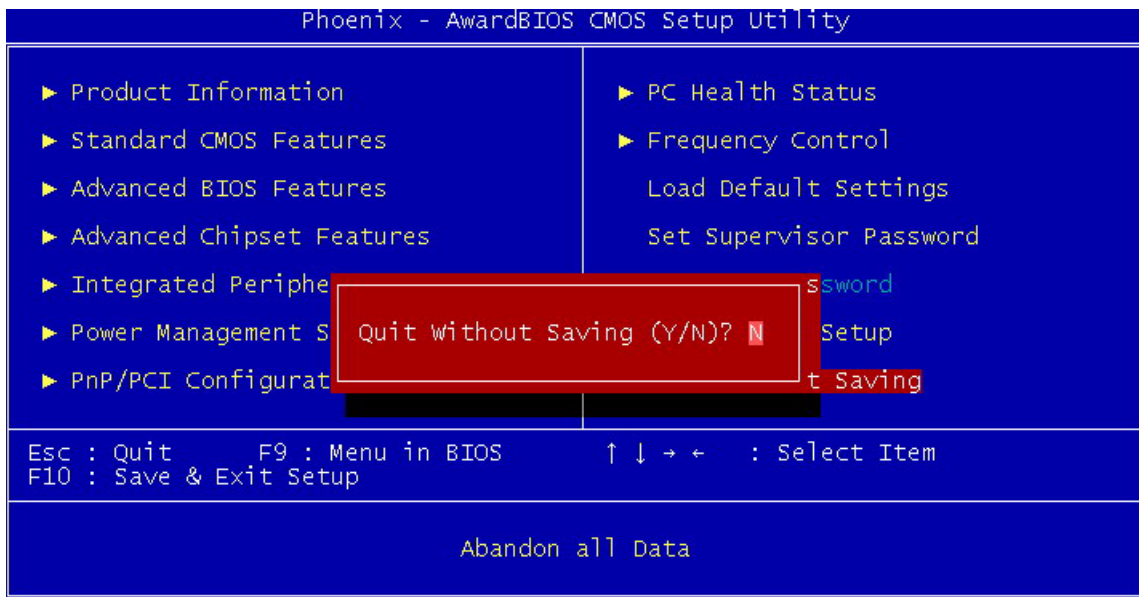 Phoenix - AwardBIOS CMOS Setup Utility
► Product Information
► Standard CMOS Features
► Advanced BIOS Features
► Advanced Chipset Features
► Integrated Periphe
► Power Management S
► PnP/PCI Configurat
► PC Health Status
► Frequency Control
Load Default Settings
Set Supervisor Password
ssword
Setup
t Saving
Quit Without Saving (Y/N)? N
Esc : Quit F9 : Menu in BIOS ↑ ↓ → ← : Select Item
F10 : Save & Exit Setup
Abandon all Data